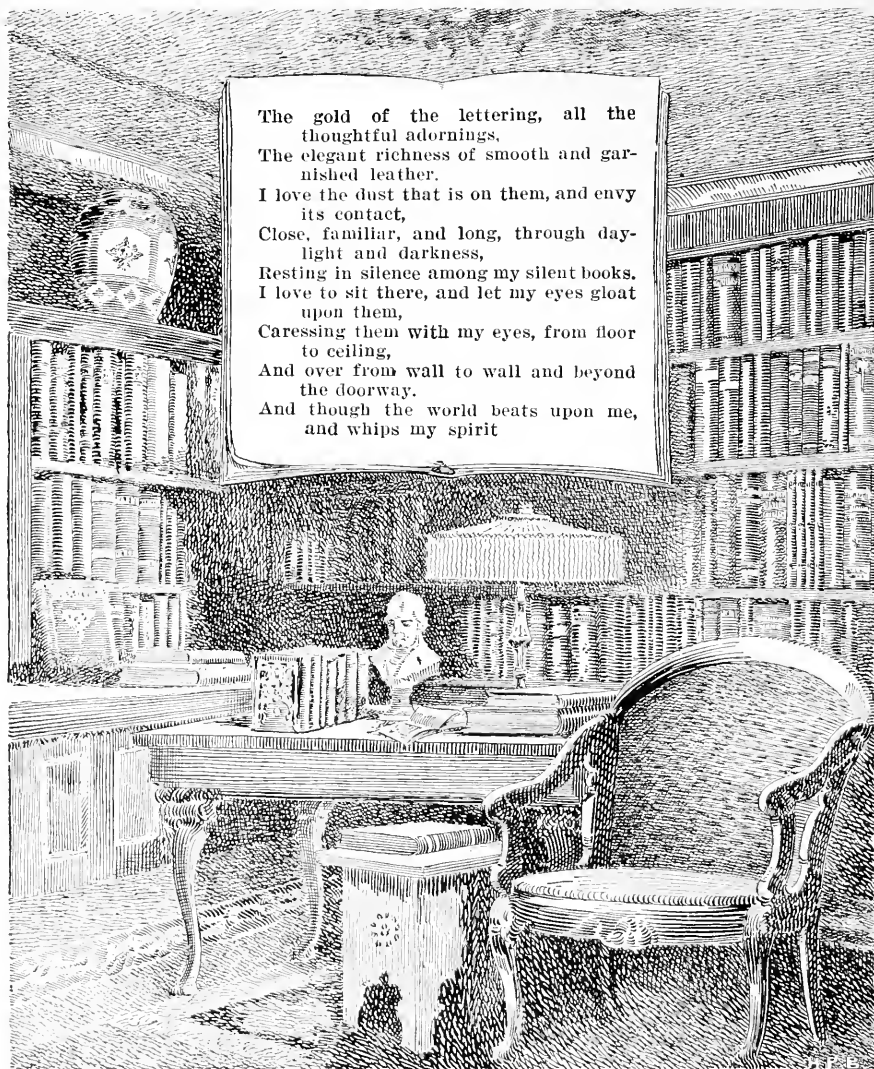 The gold of the lettering, all the
thoughtful adornings,
The elegant richness of smooth and gar-
nished leather.
I love the dust that is on them, and envy
its contact,
Close, familiar, and long, through day-
light and darkness,
Resting in silence among my silent books.
I love to sit there, and let my eyes gloat
upon them,
Caressing them with my eyes, from floor
to ceiling,
And over from wall to wall and beyond
the doorway.
And though the world beats upon me,
and whips my spirit
H.P.B.